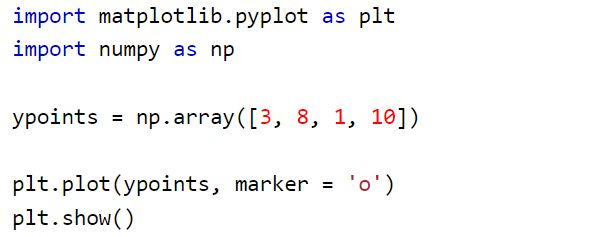 import matplotlib.pyplot as plt
import numpy as np
ypoints = np.array([3, 8, 1, 10])
plt.plot(ypoints, marker = 'o')
plt.show()